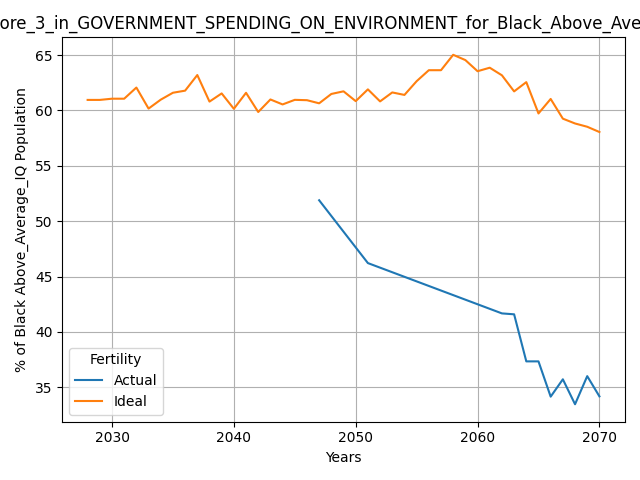 ore_3_in_GOVERNMENT_SPENDING_ON_ENVIRONMENT_for_Black_Above_Ave
% of Black Above_Average_IQ Population
65
60
55
50
45
40
35
Fertility
Actual
Ideal
2030 2040 2050 2060 2070
Years